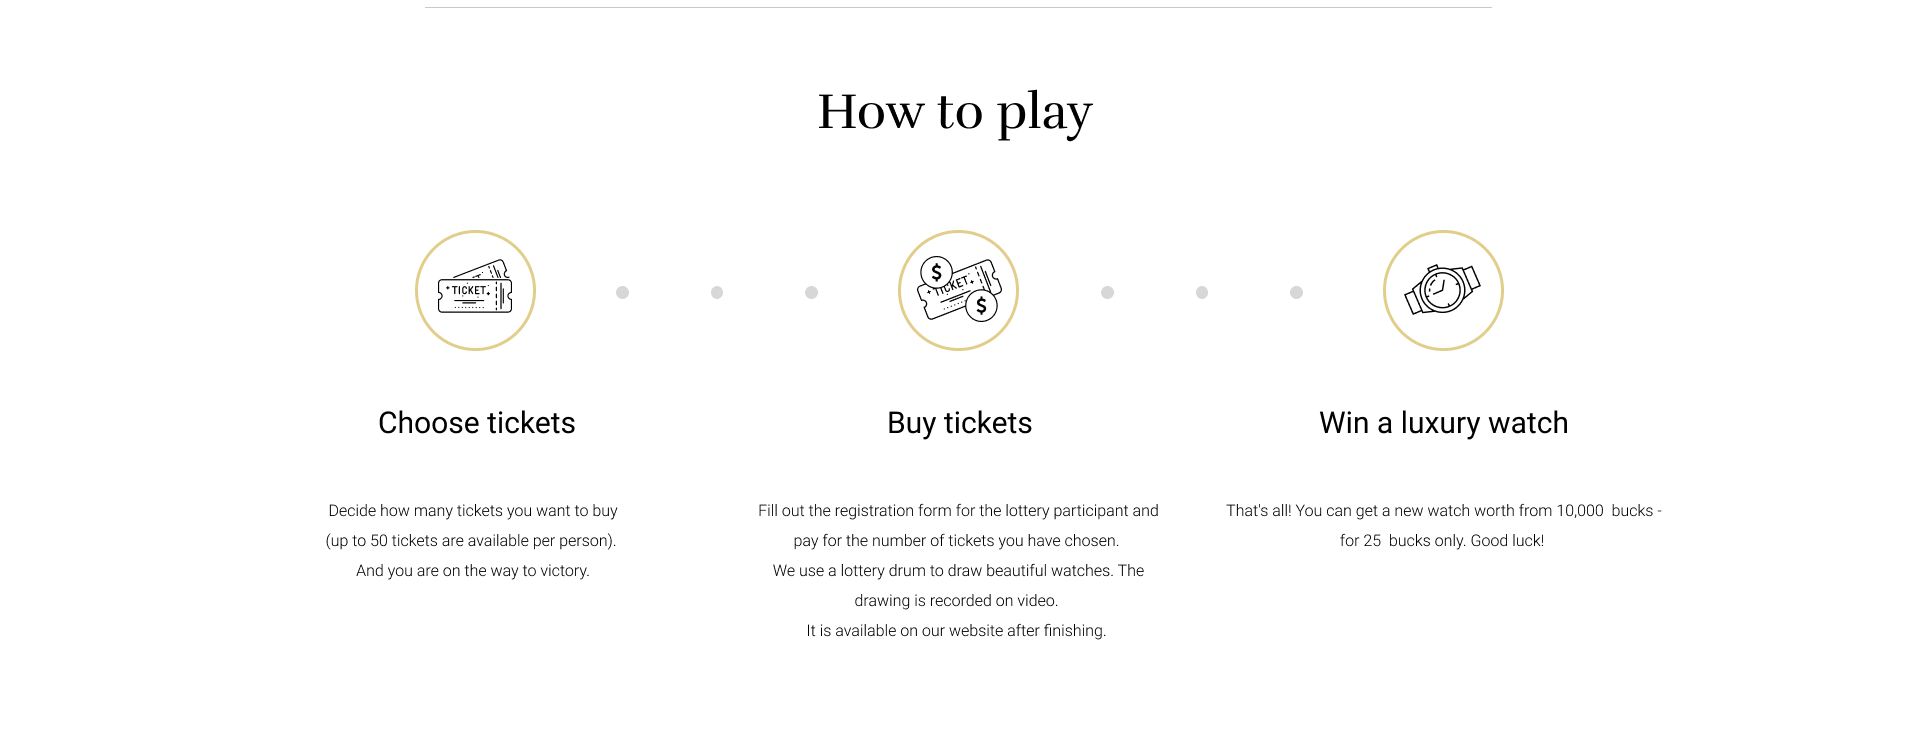 How to play
TICKET
TICKET
$
$
Choose tickets
Buy tickets
Win a luxury watch
Decide how many tickets you want to buy
(up to 50 tickets are available per person).
And you are on the way to victory.
Fill out the registration form for the lottery participant and
pay for the number of tickets you have chosen.
We use a lottery drum to draw beautiful watches. The
drawing is recorded on video.
It is available on our website after finishing.
That's all! You can get a new watch worth from 10,000  bucks -
for 25  bucks only. Good luck!